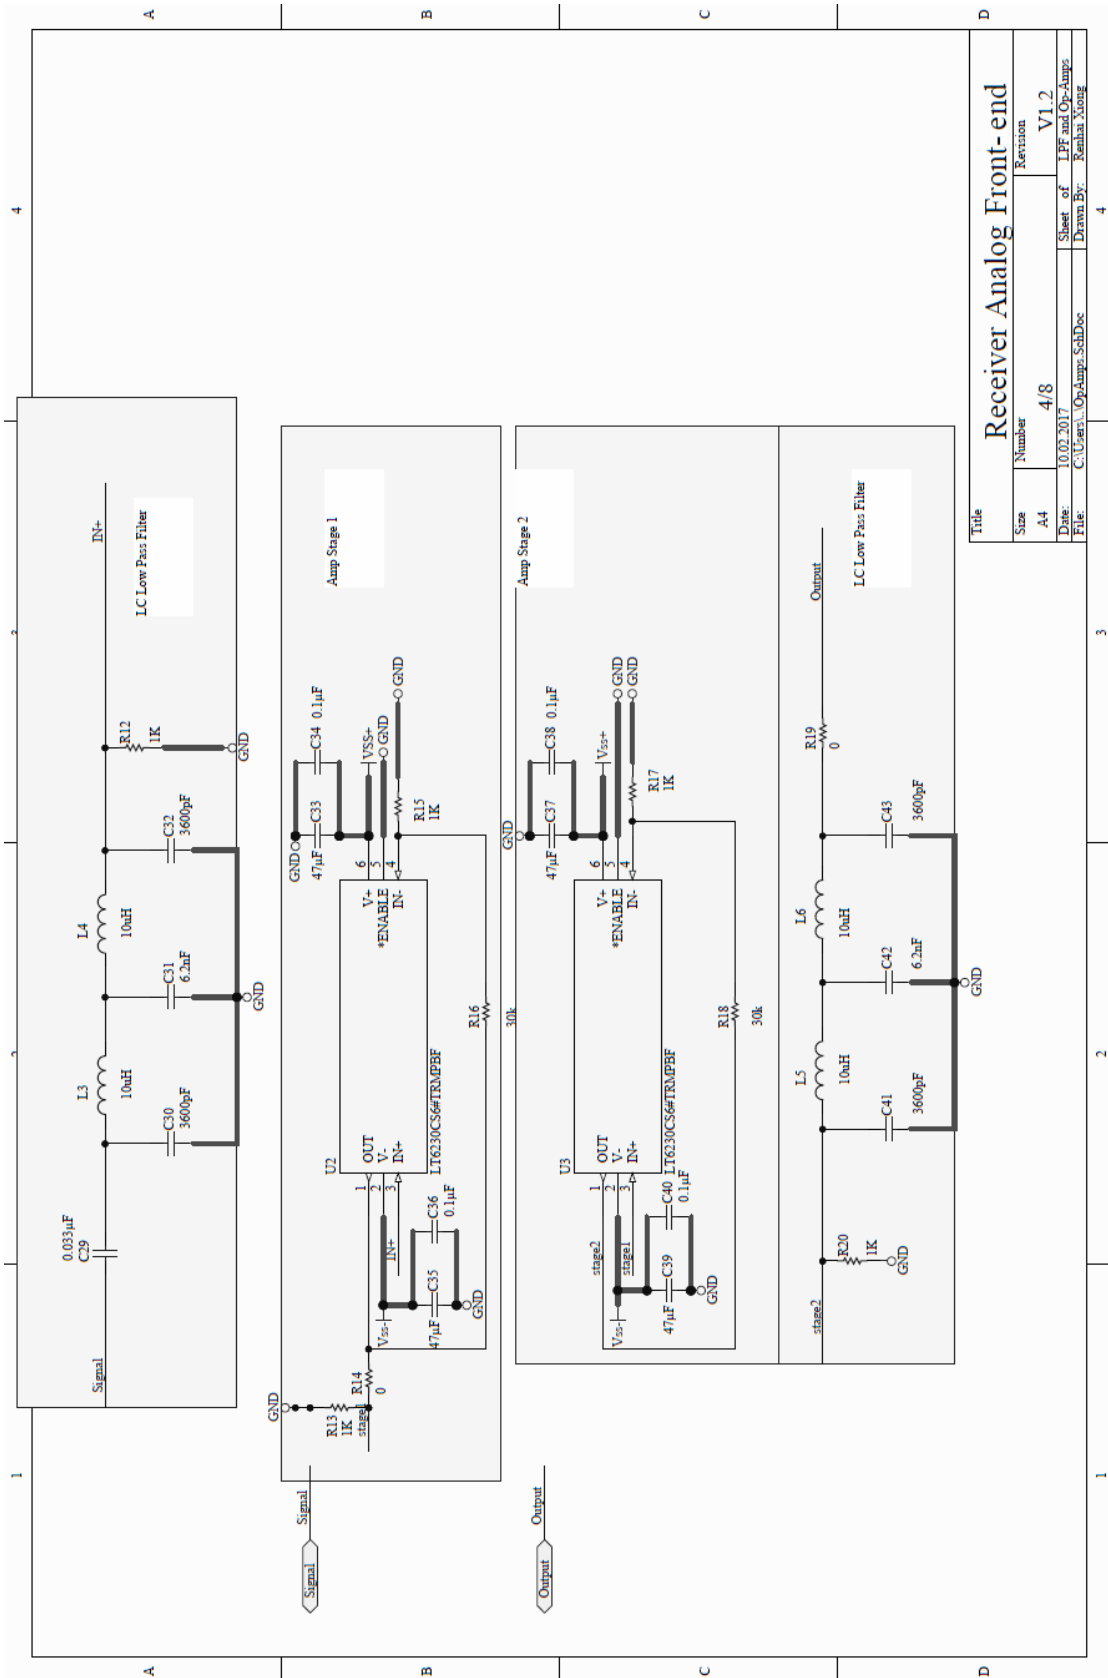 1
2
3
4
A
B
C
D
Signal
0.033µF
C29
L3
10uH
L4
10uH
C30
3600pF
C31
6.2nF
C32
3600pF
GND
R12
1K
GND
IN+
LC Low Pass Filter
Signal
Signal
GND
R13
1K
stage1
R14
0
Vss-
47µF
C35
C36
0.1µF
GND
IN+
1
2
3
U2
OUT
V-
IN+
LT6230CS6#TRMPBF
V+
*ENABLE
IN-
6
5
4
GND
47µF
C33
C34
0.1µF
VSS+
GND
R15
1K
GND
R16
30k
Amp Stage 1
Output
Output
stage2
Vss-
stage1
47µF
C39
C40
0.1µF
GND
1
2
3
U3
OUT
V-
IN+
LT6230CS6#TRMPBF
V+
*ENABLE
IN-
6
5
4
GND
47µF
C37
C38
0.1µF
Vss+
GND
GND
R17
1K
R18
30k
Amp Stage 2
stage2
R20
1K
GND
L5
10uH
L6
10uH
C41
3600pF
C42
6.2nF
C43
3600pF
GND
R19
0
Output
LC Low Pass Filter
Title
Receiver Analog Front-end
Size
A4
Number
4/8
Revision
V1.2
Date: 10.02.2017 Sheet of LPF and Op-Amps
File: C:\Users\..\OpAmps.SchDoc Drawn By: Renhai Xiong
1
2
3
4
A
B
C
D